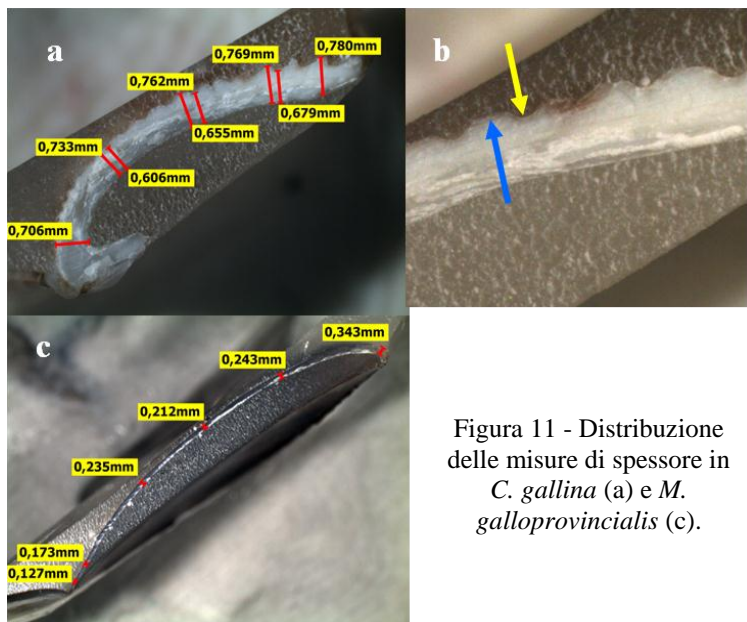 a
0,769mm
0,780mm
0,762mm
0,679mm
0,655mm
0,733mm
0,606mm
0,706mm
b
c
0,343mm
0,243mm
0,212mm
0,235mm
0,173mm
0,127mm
Figura 11 - Distribuzione
delle misure di spessore in
C. gallina (a) e M.
galloprovincialis (c).